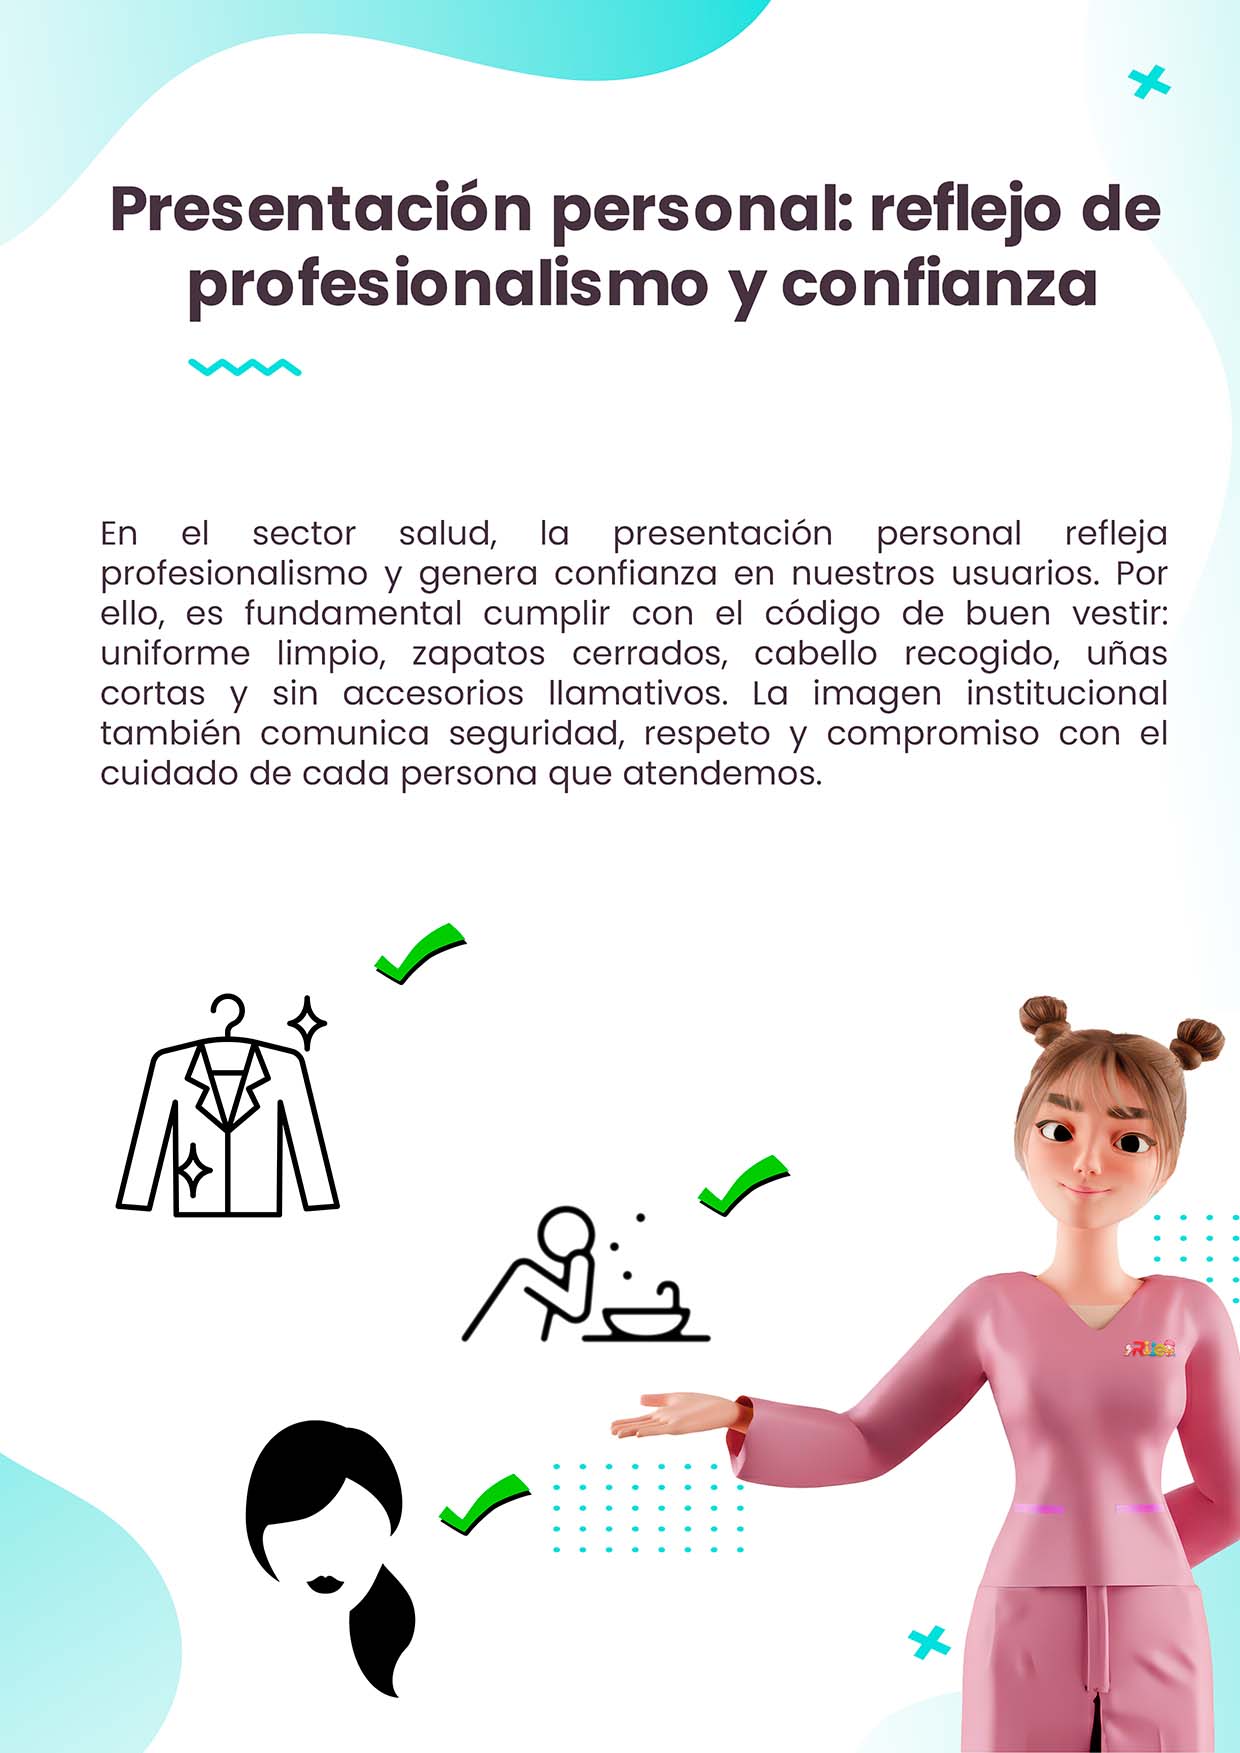 Presentación personal: reflejo de
profesionalismo y confianza
En el sector salud, la presentación personal refleja
profesionalismo y genera confianza en nuestros usuarios. Por
ello, es fundamental cumplir con el código de buen vestir:
uniforme limpio, zapatos cerrados, cabello recogido, uñas
cortas y sin accesorios llamativos. La imagen institucional
también comunica seguridad, respeto y compromiso con el
cuidado de cada persona que atendemos.